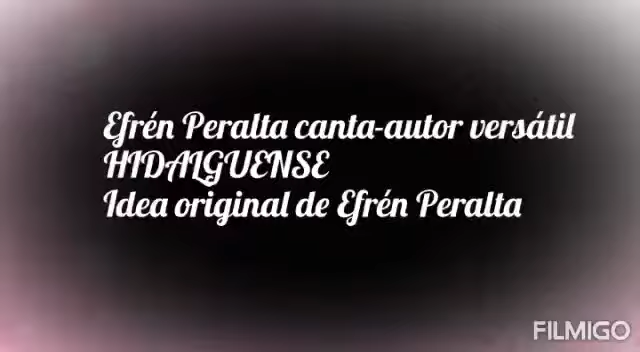 Efrén Peralta canta-autor versátil
HIDALGUENSE
Idea original de Efrén Peralta
FILMIGO